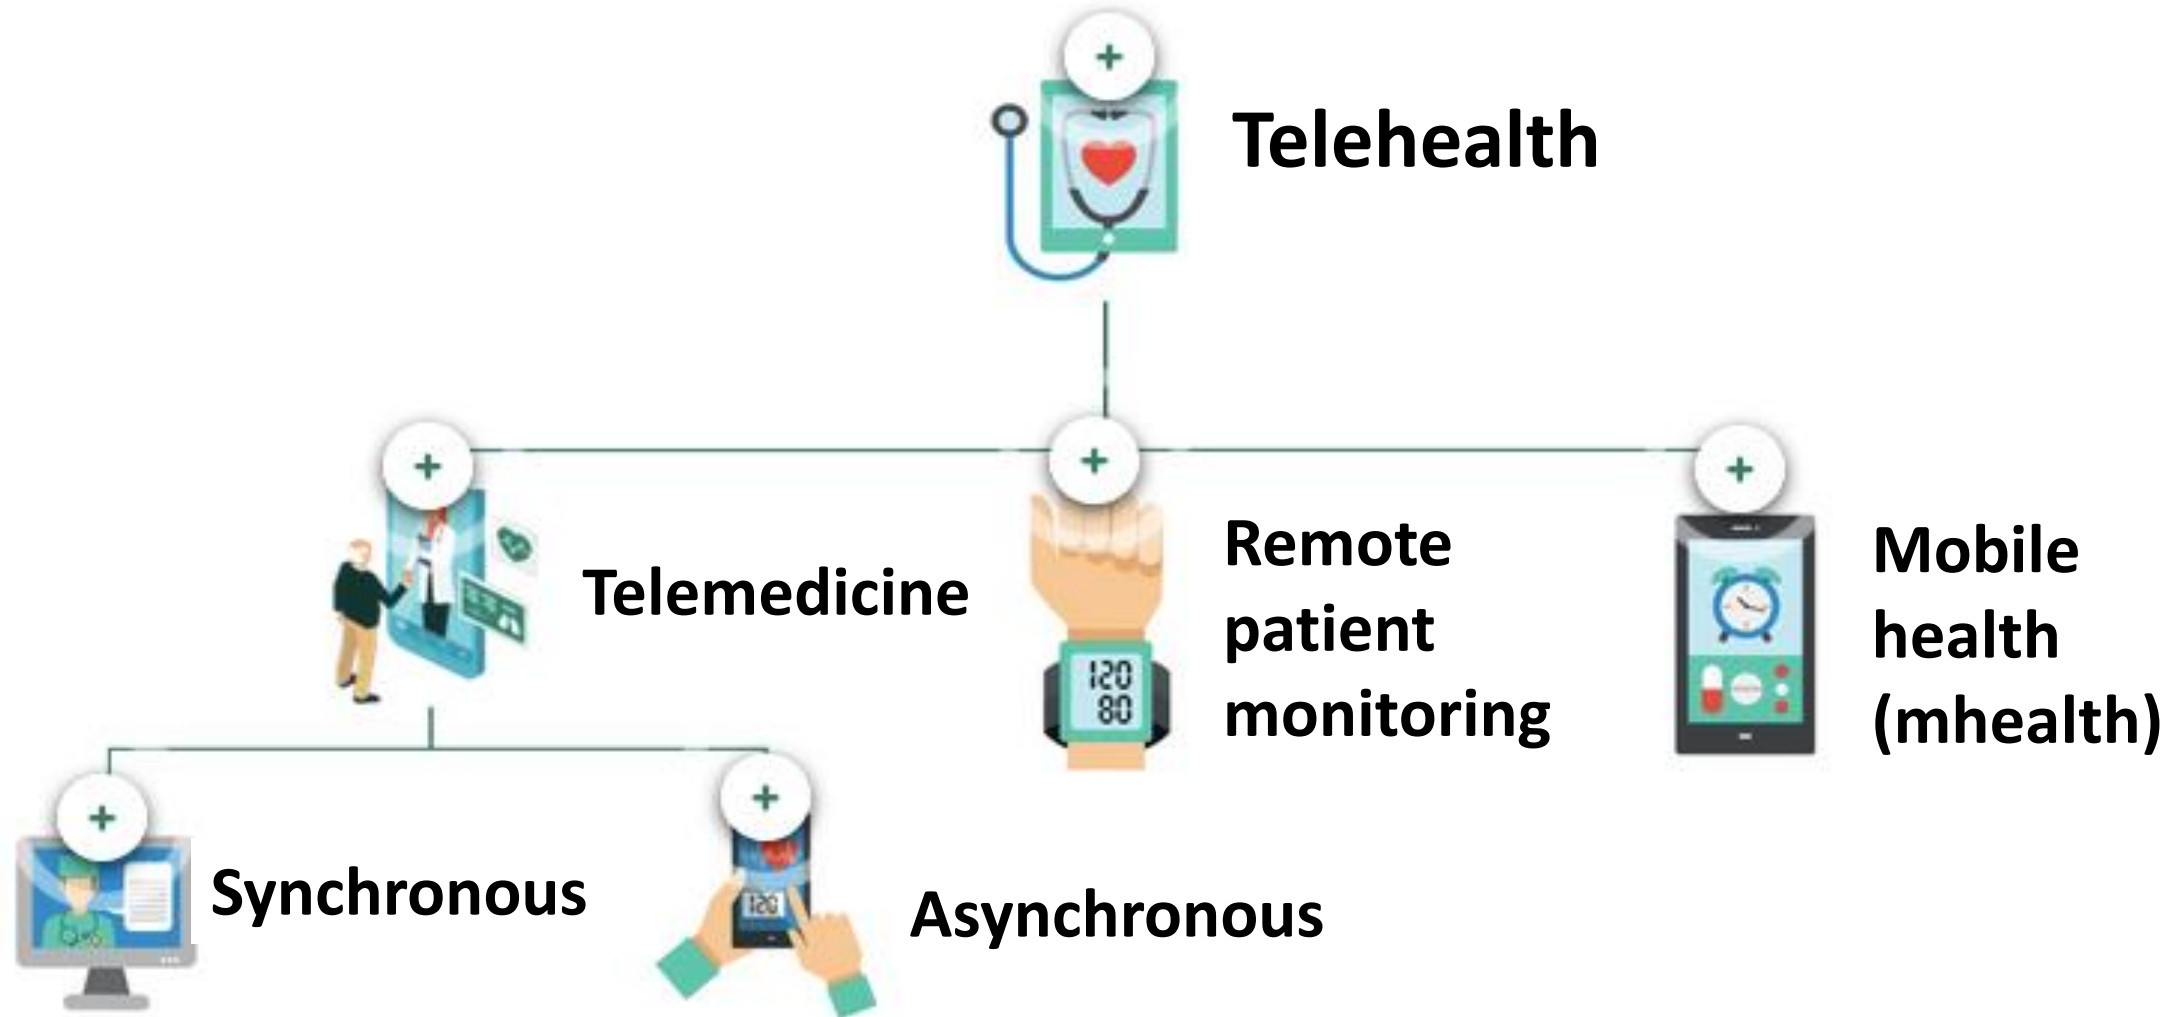 Telehealth
Telemedicine
Remote
patient
monitoring
120
80
Mobile
health
(mhealth)
Synchronous
120
Asynchronous